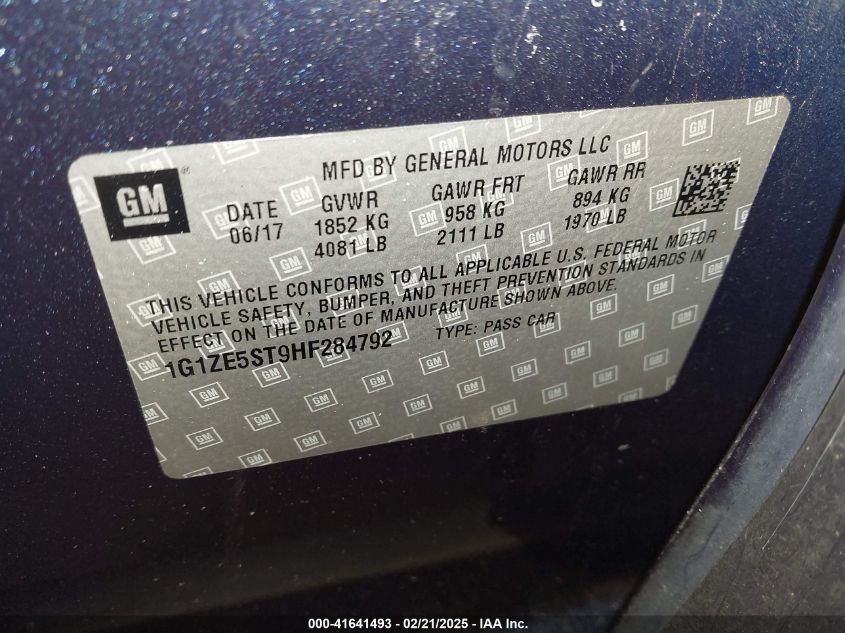 GM
MFD BY GENERAL MOTORS LLC
DATE GVWR GAWR FRT GAWR RR
06/17 1852 KG 958 KG 894 KG
4081 LB 2111 LB 1970 LB
THIS VEHICLE CONFORMS TO ALL APPLICABLE U.S. FEDERAL MOTOR
VEHICLE SAFETY, BUMPER, AND THEFT PREVENTION STANDARDS IN
EFFECT ON THE DATE OF MANUFACTURE SHOWN ABOVE.
1G1ZE5ST9HF284792 TYPE: PASS CAR
000-41641493 - 02/21/2025 - IAA Inc.